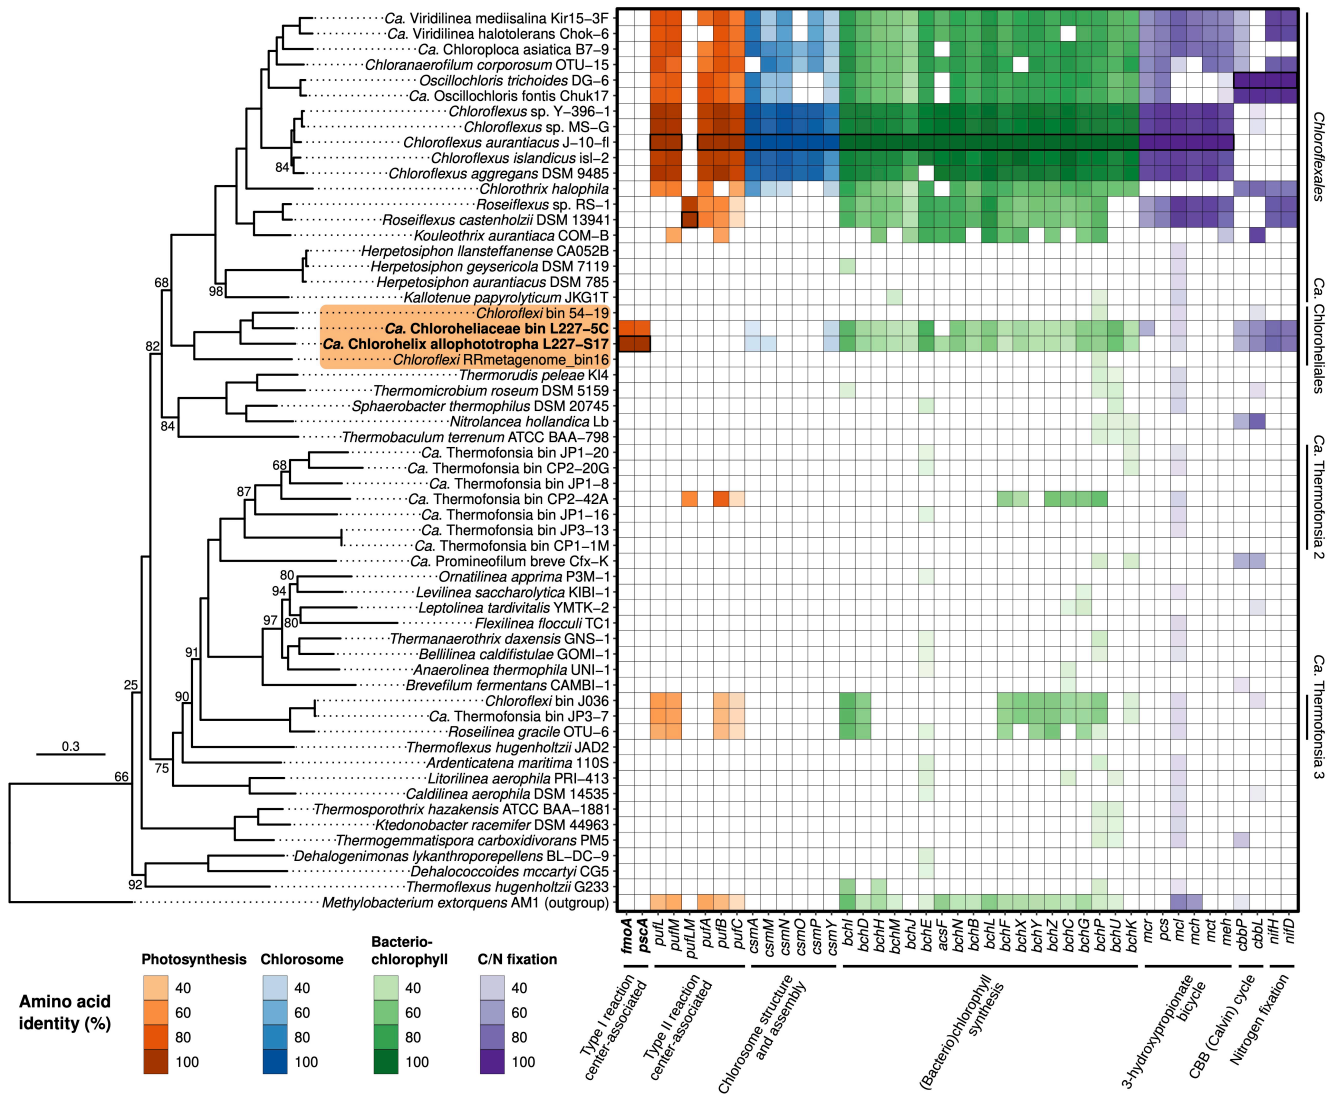 Ca. Viridilinea mediisalina Kir15−3F
Ca. Viridilinea halotolerans Chok−6
Ca. Chloroploca asiatica B7−9
Chloranaerofilum corporosum OTU−15
Oscillochloris trichoides DG−6
Ca. Oscillochloris fontis Chuk17
Chloroflexus sp. Y−396−1
Chloroflexus sp. MS−G
Chloroflexus aurantiacus J−10−fl
Chloroflexus islandicus isl−2
84
Chloroflexus aggregans DSM 9485
Chlorothrix halophila
Roseiflexus sp. RS−1
Roseiflexus castenholzii DSM 13941
Kouleothrix aurantiaca COM−B
Herpetosiphon llansteffanense CA052B
Herpetosiphon geysericola DSM 7119
68
Herpetosiphon aurantiacus DSM 785
98
Kallotenue papyrolyticum JKG1T
Chloroflexi bin 54−19
Ca. Chloroheliaceae bin L227−5C
82
Ca. Chlorohelix allophototropha L227−S17
Chloroflexi RRmetagenome_bin16
Thermorudis peleae KI4
Thermomicrobium roseum DSM 5159
Sphaerobacter thermophilus DSM 20745
84
Nitrolancea hollandica Lb
Thermobaculum terrenum ATCC BAA−798
Ca. Thermofonsia bin JP1−20
68
Ca. Thermofonsia bin CP2−20G
Ca. Thermofonsia bin JP1−8
87
Ca. Thermofonsia bin CP2−42A
Ca. Thermofonsia bin JP1−16
Ca. Thermofonsia bin JP3−13
Ca. Thermofonsia bin CP1−1M
Ca. Promineofilum breve Cfx−K
80
Ornatilinea apprima P3M−1
94
Levilinea saccharolytica KIBI−1
Leptolinea tardivitalis YMTK−2
97
80
Flexilinea flocculi TC1
Thermanaerothrix daxensis GNS−1
91
Bellilinea caldifistulae GOMI−1
Anaerolinea thermophila UNI−1
25
Brevefilum fermentans CAMBI−1
90
Chloroflexi bin J036
Ca. Thermofonsia bin JP3−7
Roseilinea gracile OTU−6
0.3
Thermoflexus hugenholtzii JAD2
75
Ardenticatena maritima 110S
66
Litorilinea aerophila PRI−413
Caldilinea aerophila DSM 14535
Thermosporothrix hazakensis ATCC BAA−1881
Ktedonobacter racemifer DSM 44963
Thermogemmatispora carboxidivorans PM5
Dehalogenimonas lykanthroporepellens BL−DC−9
Dehalococcoides mccartyi CG5
92
Thermoflexus hugenholtzii G233
Methylobacterium extorquens AM1 (outgroup)
Chloroflexales
Ca. Chloroheliales
Ca. Thermofonsia 2
Ca. Thermofonsia 3
fmoA
pscA
pufL
pufM
pufLM
pufA
pufB
pufC
csmA
csmM
csmN
csmO
csmP
csmY
bchI
bchD
bchH
bchM
bchJ
bchE
acsF
bchN
bchB
bchL
bchF
bchX
bchY
bchZ
bchC
bchG
bchP
bchU
bchK
mcr
pcs
mcl
mch
mct
meh
cbbP
cbbL
nifH
nifD
Type I reaction
center−associated
Type II reaction
center−associated
Chlorosome structure
and assembly
(Bacterio)chlorophyll
synthesis
3−hydroxypropionate
bicycle
CBB (Calvin) cycle
Nitrogen fixation
Amino acid
identity (%)
Photosynthesis
40
60
80
100
Chlorosome
40
60
80
100
Bacterio-
chlorophyll
40
60
80
100
C/N fixation
40
60
80
100